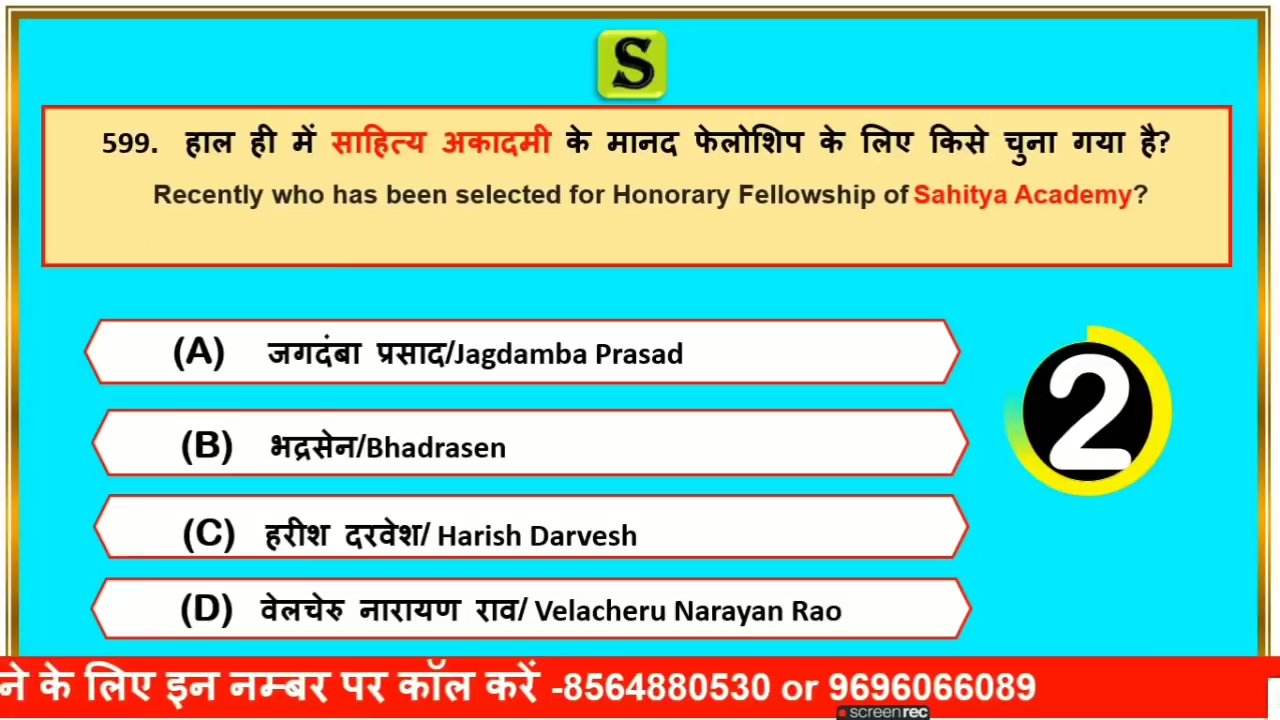 S
599. हाल ही में साहित्य अकादमी के मानद फेलोशिप के लिए किसे चुना गया है?
Recently who has been selected for Honorary Fellowship of Sahitya Academy?
(A) जगदंबा प्रसाद/Jagdamba Prasad
(B) भद्रसेन/Bhadrasen
2
(C) हरीश दरवेश/ Harish Darvesh
(D) वेलचेरु नारायण राव/ Velacheru Narayan Rao
ने के लिए इन नम्बर पर कॉल करें -8564880530 or 9696066089
screenrec